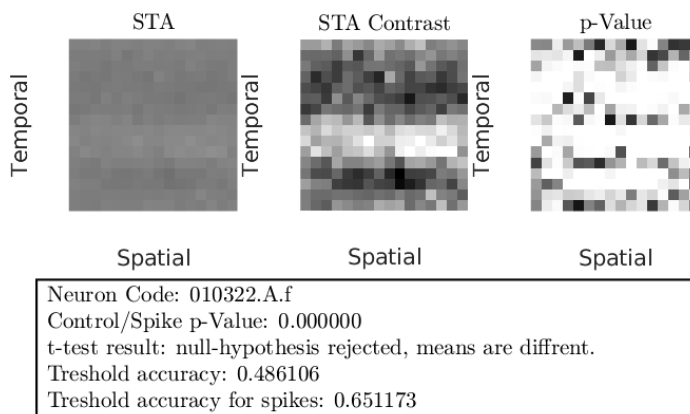 STA
STA Contrast
p-Value
Temporal
Temporal
Temporal
Spatial
Spatial
Spatial
Neuron Code: 010322.A.f
Control/Spike p-Value: 0.000000
t-test result: null-hypothesis rejected, means are diffrent.
Treshold accuracy: 0.486106
Treshold accuracy for spikes: 0.651173